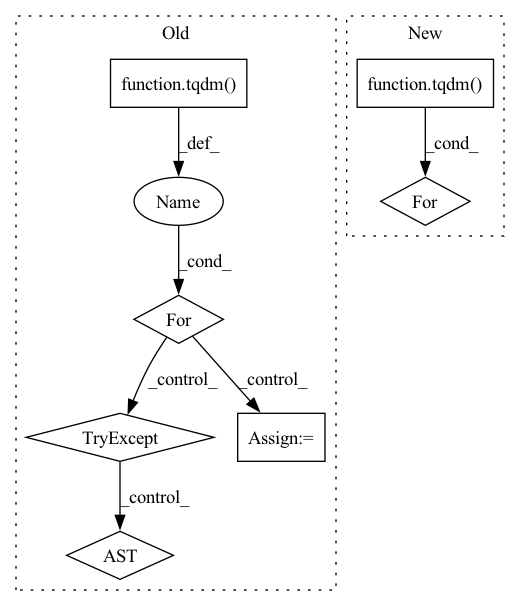 Old
New
function.tqdm()
function.tqdm()
_def_
_cond_
Name
For
_cond_
For
_control_
_control_
TryExcept
Assign:=
_control_
AST